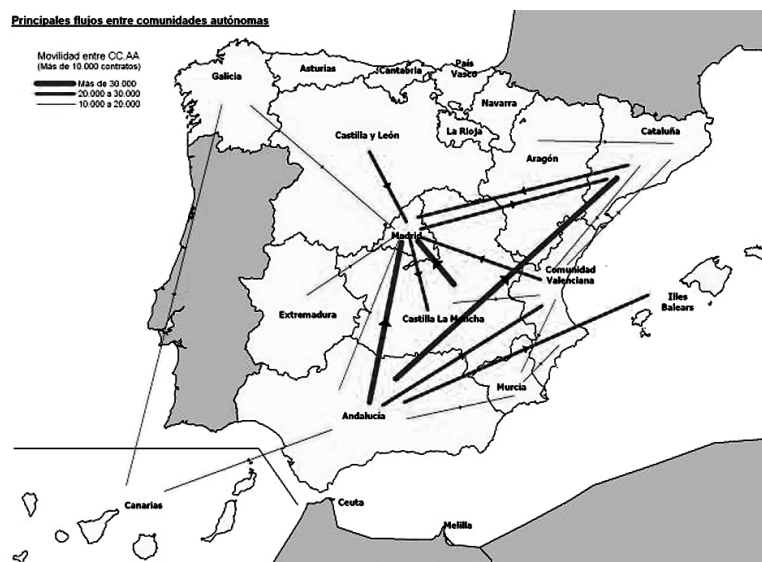 Principales flujos entre comunidades autónomas
Movilidad entre CC.AA
(Más de 10.000 contratos)
Más de 30.000
20.000 a 30.000
10.000 a 20.000
Galicia
Asturias
Cantabria
País
Vasco
Navarra
La Rioja
Cataluña
Aragón
Castilla y León
Madrid
Comunidad
Valenciana
Illes
Balears
Extremadura
Castilla La Mancha
Murcia
Andalucía
Canarias
Ceuta
Melilla